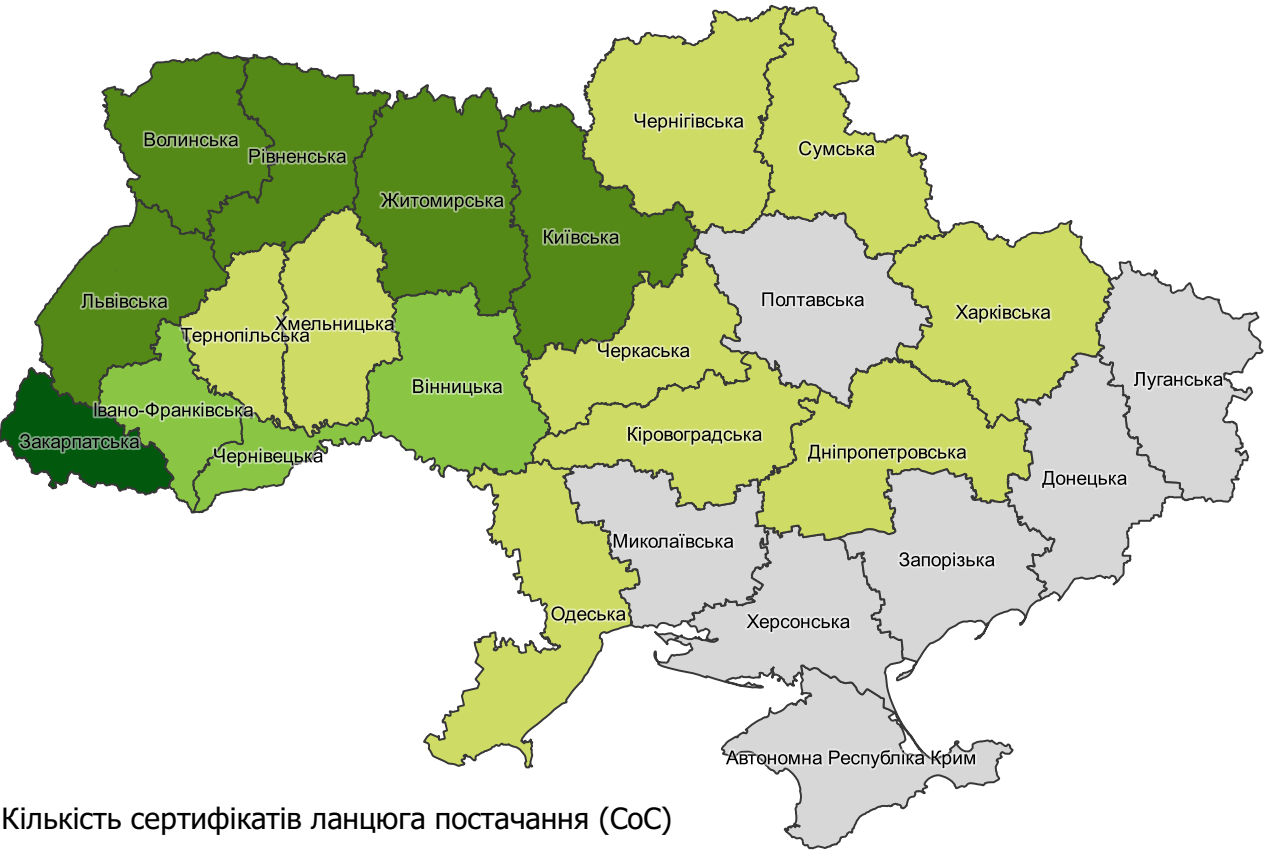 Чернігівська
Волинська
Сумська
Рівненська
Житомирська
Київська
Львівська
Полтавська
Харківська
Хмельницька
Тернопільська
Черкаська
Луганська
Вінницька
Івано-Франківська
Кіровоградська
Закарпатська
Дніпропетровська
Чернівецька
Донецька
Миколаївська
Запорізька
Одеська
Херсонська
Автономна Республіка Крим
Кількість сертифікатів ланцюга постачання (CoC)